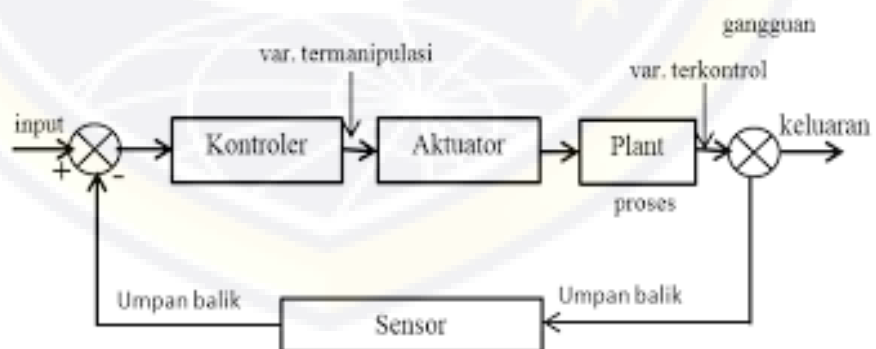 gangguan
var. termanipulasi
var. terkontrol
input
Kontroler
Aktuator
Plant
keluaran
+
-
proses
Umpan balik
Umpan balik
Sensor